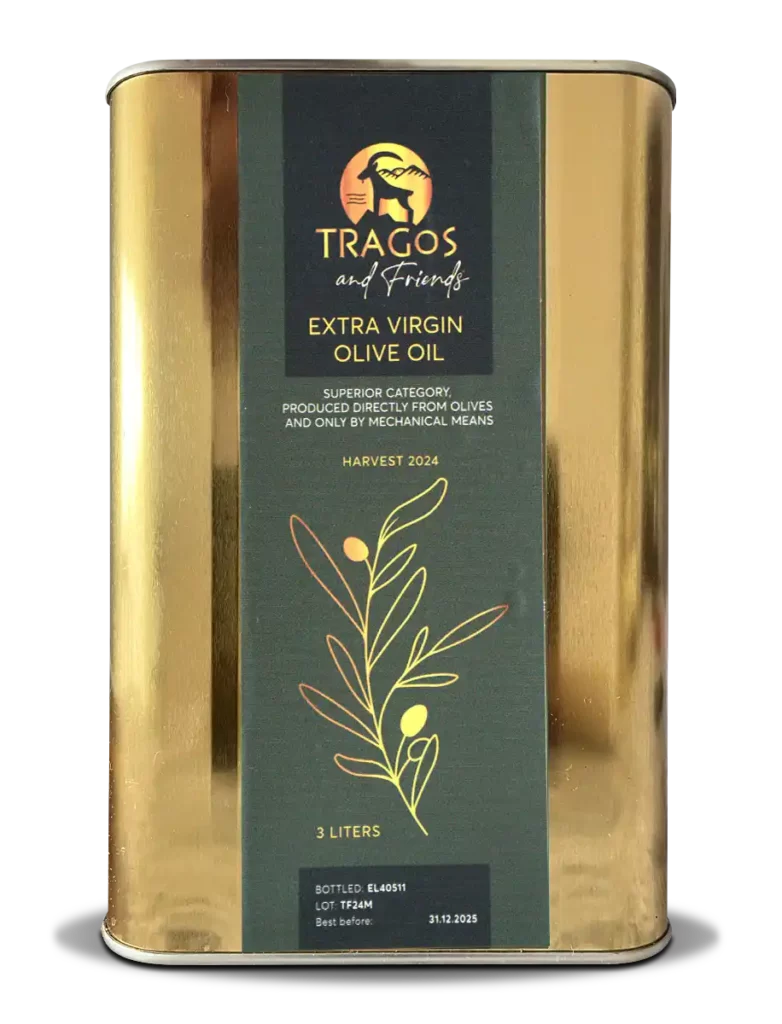 TRAGOS
and Friends
EXTRA VIRGIN
OLIVE OIL
SUPERIOR CATEGORY,
PRODUCED DIRECTLY FROM OLIVES
AND ONLY BY MECHANICAL MEANS
HARVEST 2024
3 LITERS
BOTTLED: EL40511
LOT: TF24M
Best before: 31.12.2025